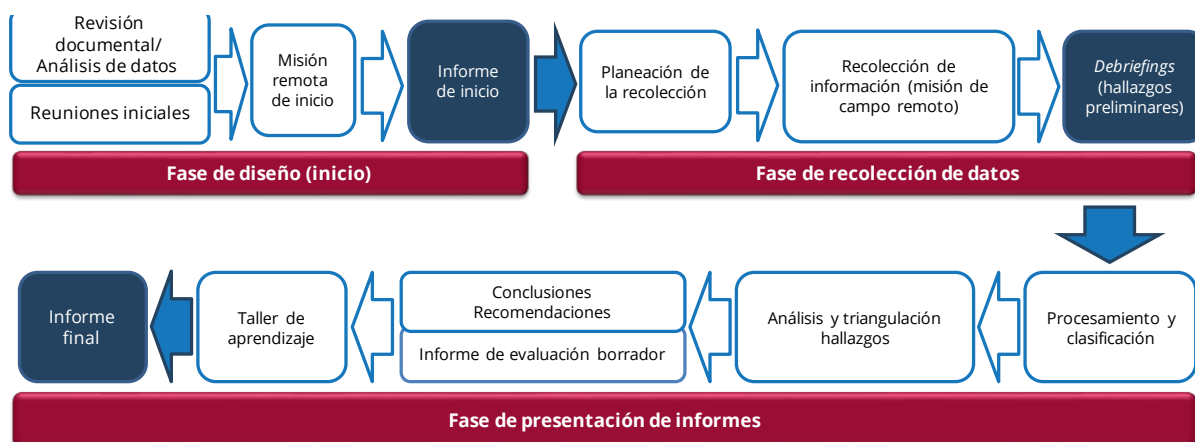 Revisión
documental/
Análisis de datos
Reuniones iniciales
Misión
remota
de inicio
Informe
de inicio
Planeación de
la recolección
Recolección de
información (misión de
campo remoto)
Debriefings
(hallazgos
preliminares)
Fase de diseño (inicio)
Fase de recolección de datos
Informe
final
Taller de
aprendizaje
Conclusiones
Recomendaciones
Informe de evaluación borrador
Análisis y triangulación
hallazgos
Procesamiento y
clasificación
Fase de presentación de informes